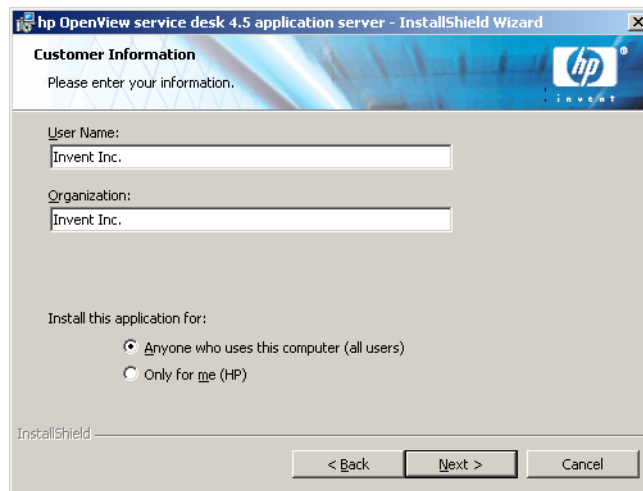 hp OpenView service desk 4.5 application server - InstallShield Wizard
Customer Information
Please enter your information.
hp
®
invent
User Name:
Invent Inc.
Organization:
Invent Inc.
Install this application for:
Anyone who uses this computer (all users)
Only for me (HP)
InstallShield
< Back
Next >
Cancel